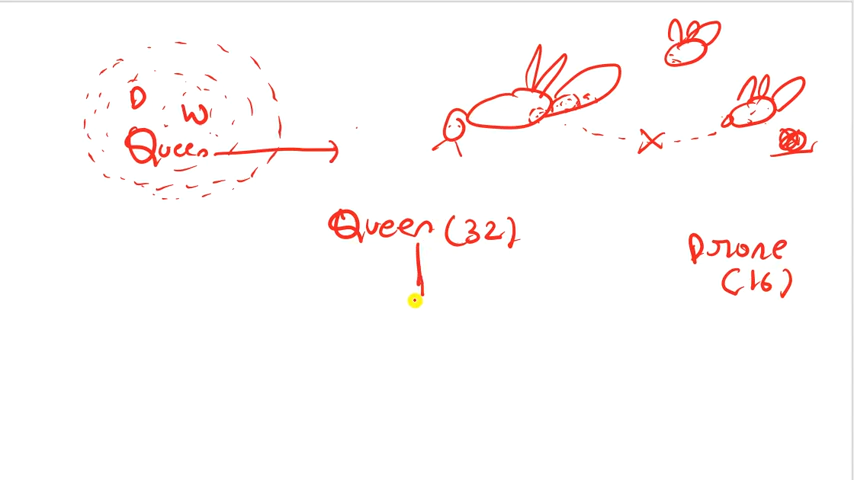 D
W
Queen
Queen (32)
Drone
(16)